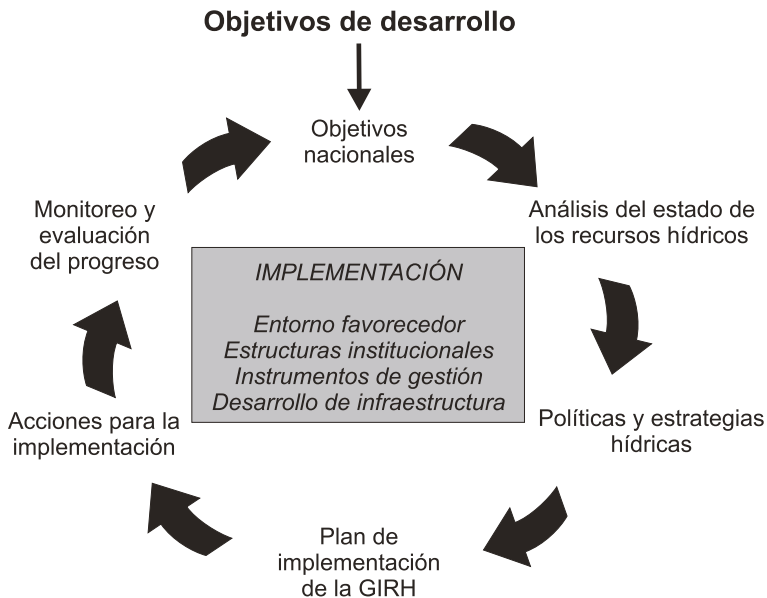 Objetivos de desarrollo
Objetivos
nacionales
Análisis del estado de
los recursos hídricos
Políticas y estrategias
hídricas
Plan de
implementación
de la GIRH
Acciones para la
implementación
Monitoreo y
evaluación
del progreso
IMPLEMENTACIÓN
Entorno favorecedor
Estructuras institucionales
Instrumentos de gestión
Desarrollo de infraestructura